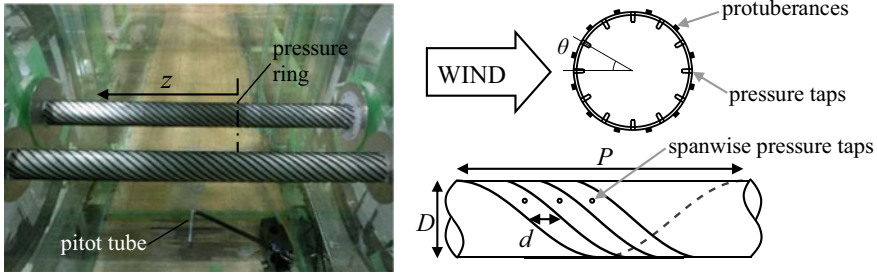 z
pressure
ring
pitot tube
WIND
θ
protuberances
pressure taps
P
spanwise pressure taps
D
d